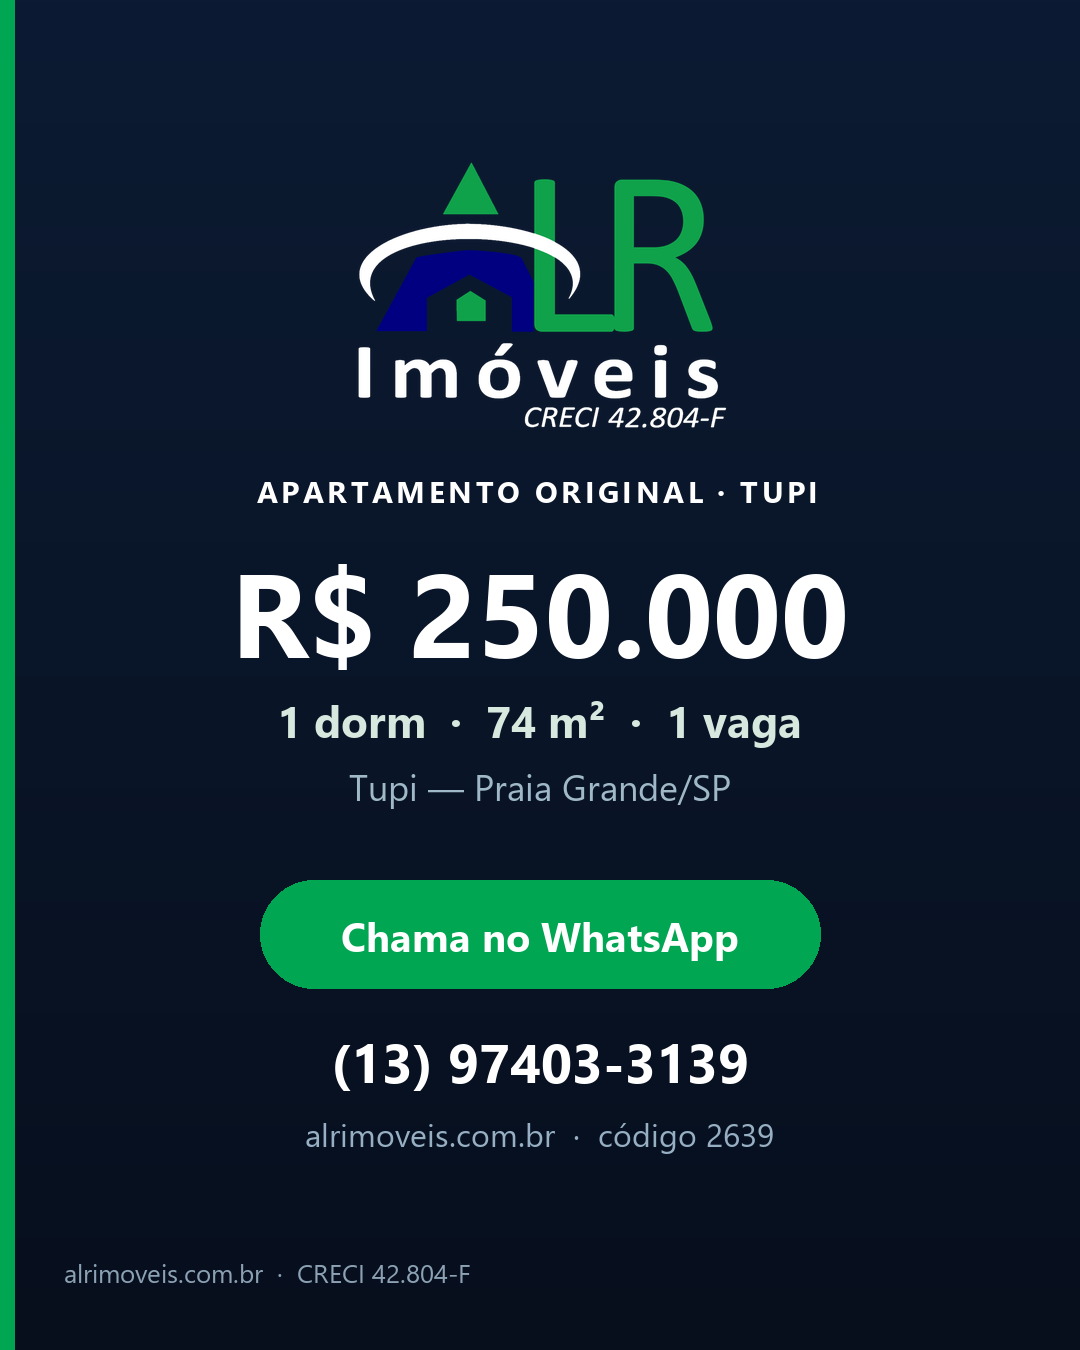 ALR
Imóveis
CRECI 42.804-F
APARTAMENTO ORIGINAL · TUPI
R$ 250.000
1 dorm · 74 m² · 1 vaga
Tupi — Praia Grande/SP
Chama no WhatsApp
(13) 97403-3139
alrimoveis.com.br · código 2639
alrimoveis.com.br · CRECI 42.804-F